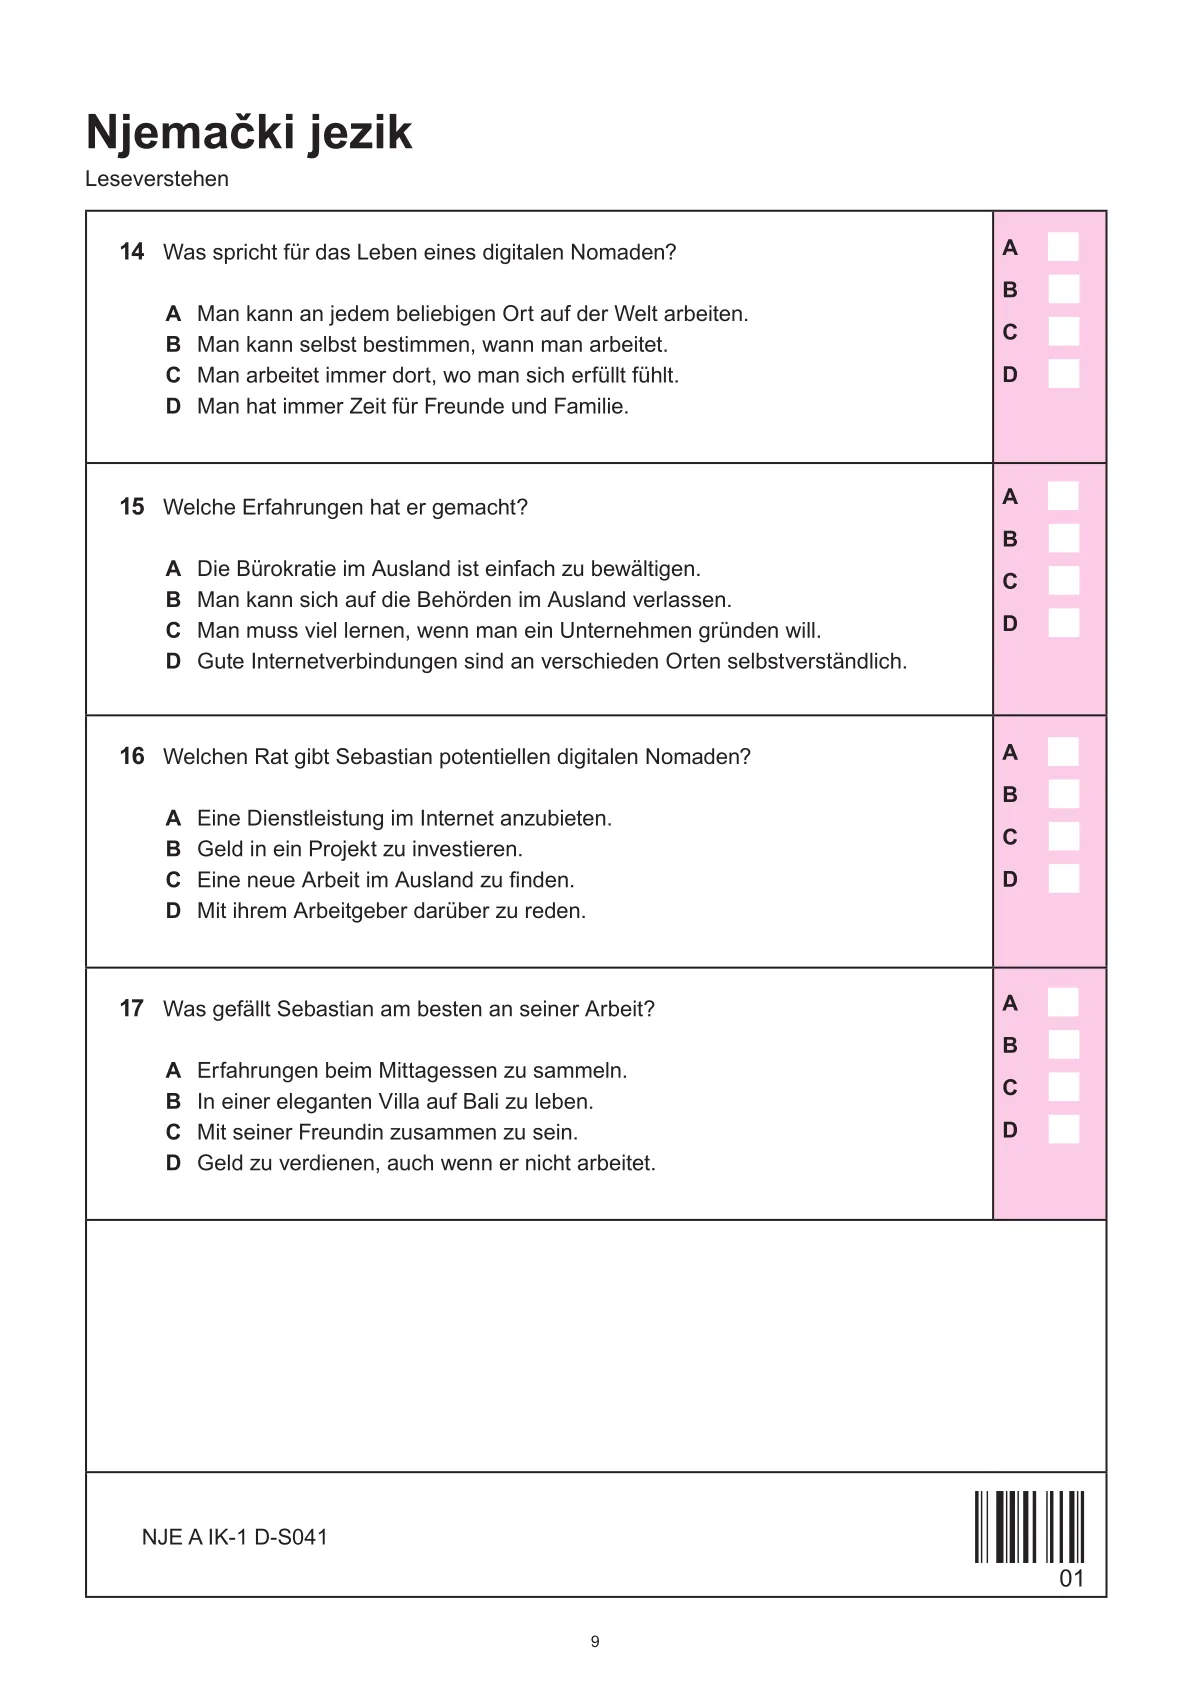 Njemački jezik
Leseverstehen
14 Was spricht für das Leben eines digitalen Nomaden?
A Man kann an jedem beliebigen Ort auf der Welt arbeiten.
B Man kann selbst bestimmen, wann man arbeitet.
C Man arbeitet immer dort, wo man sich erfüllt fühlt.
D Man hat immer Zeit für Freunde und Familie.
A
B
C
D
15 Welche Erfahrungen hat er gemacht?
A Die Bürokratie im Ausland ist einfach zu bewältigen.
B Man kann sich auf die Behörden im Ausland verlassen.
C Man muss viel lernen, wenn man ein Unternehmen gründen will.
D Gute Internetverbindungen sind an verschieden Orten selbstverständlich.
A
B
C
D
16 Welchen Rat gibt Sebastian potentiellen digitalen Nomaden?
A Eine Dienstleistung im Internet anzubieten.
B Geld in ein Projekt zu investieren.
C Eine neue Arbeit im Ausland zu finden.
D Mit ihrem Arbeitgeber darüber zu reden.
A
B
C
D
17 Was gefällt Sebastian am besten an seiner Arbeit?
A Erfahrungen beim Mittagessen zu sammeln.
B In einer eleganten Villa auf Bali zu leben.
C Mit seiner Freundin zusammen zu sein.
D Geld zu verdienen, auch wenn er nicht arbeitet.
A
B
C
D
NJE A IK-1 D-S041
01
9